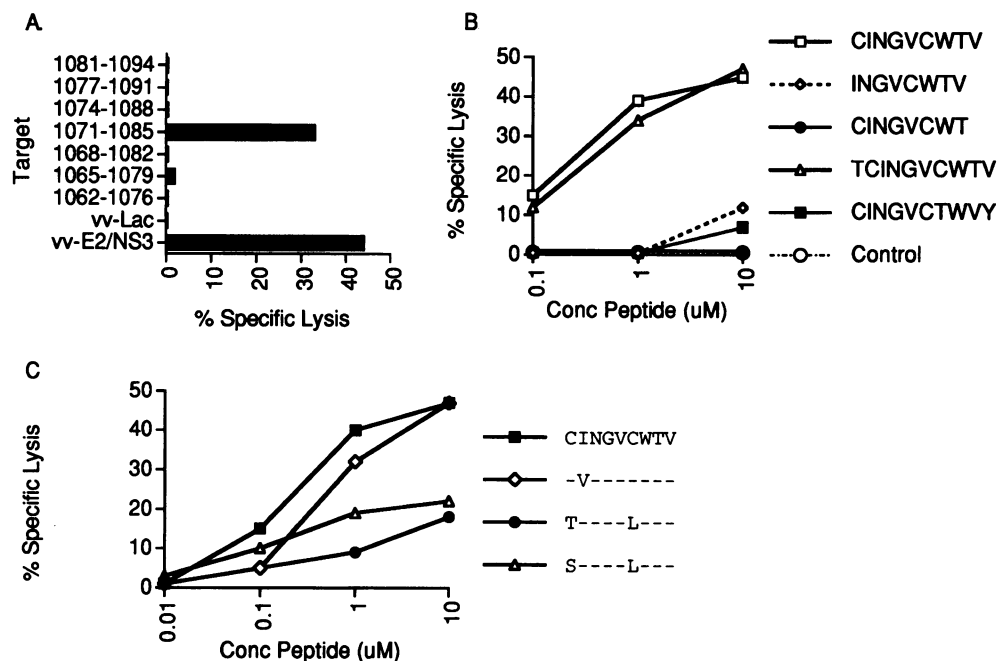 A.
Target
1081-1094
1077-1091
1074-1088
1071-1085
1068-1082
1065-1079
1062-1076
vv-Lac
vv-E2/NS3
0 10 20 30 40 50
% Specific Lysis
B
% Specific Lysis
50
40
30
20
10
0
0.1 1 10
Conc Peptide (uM)
CINGVCWTV
INGVCWTV
CINGVCWT
TCINGVCWTV
CINGVCTWVY
Control
C
% Specific Lysis
50
40
30
20
10
0
0.01 0.1 1 10
Conc Peptide (uM)
CINGVCWTV
-V-------
T----L---
S----L---